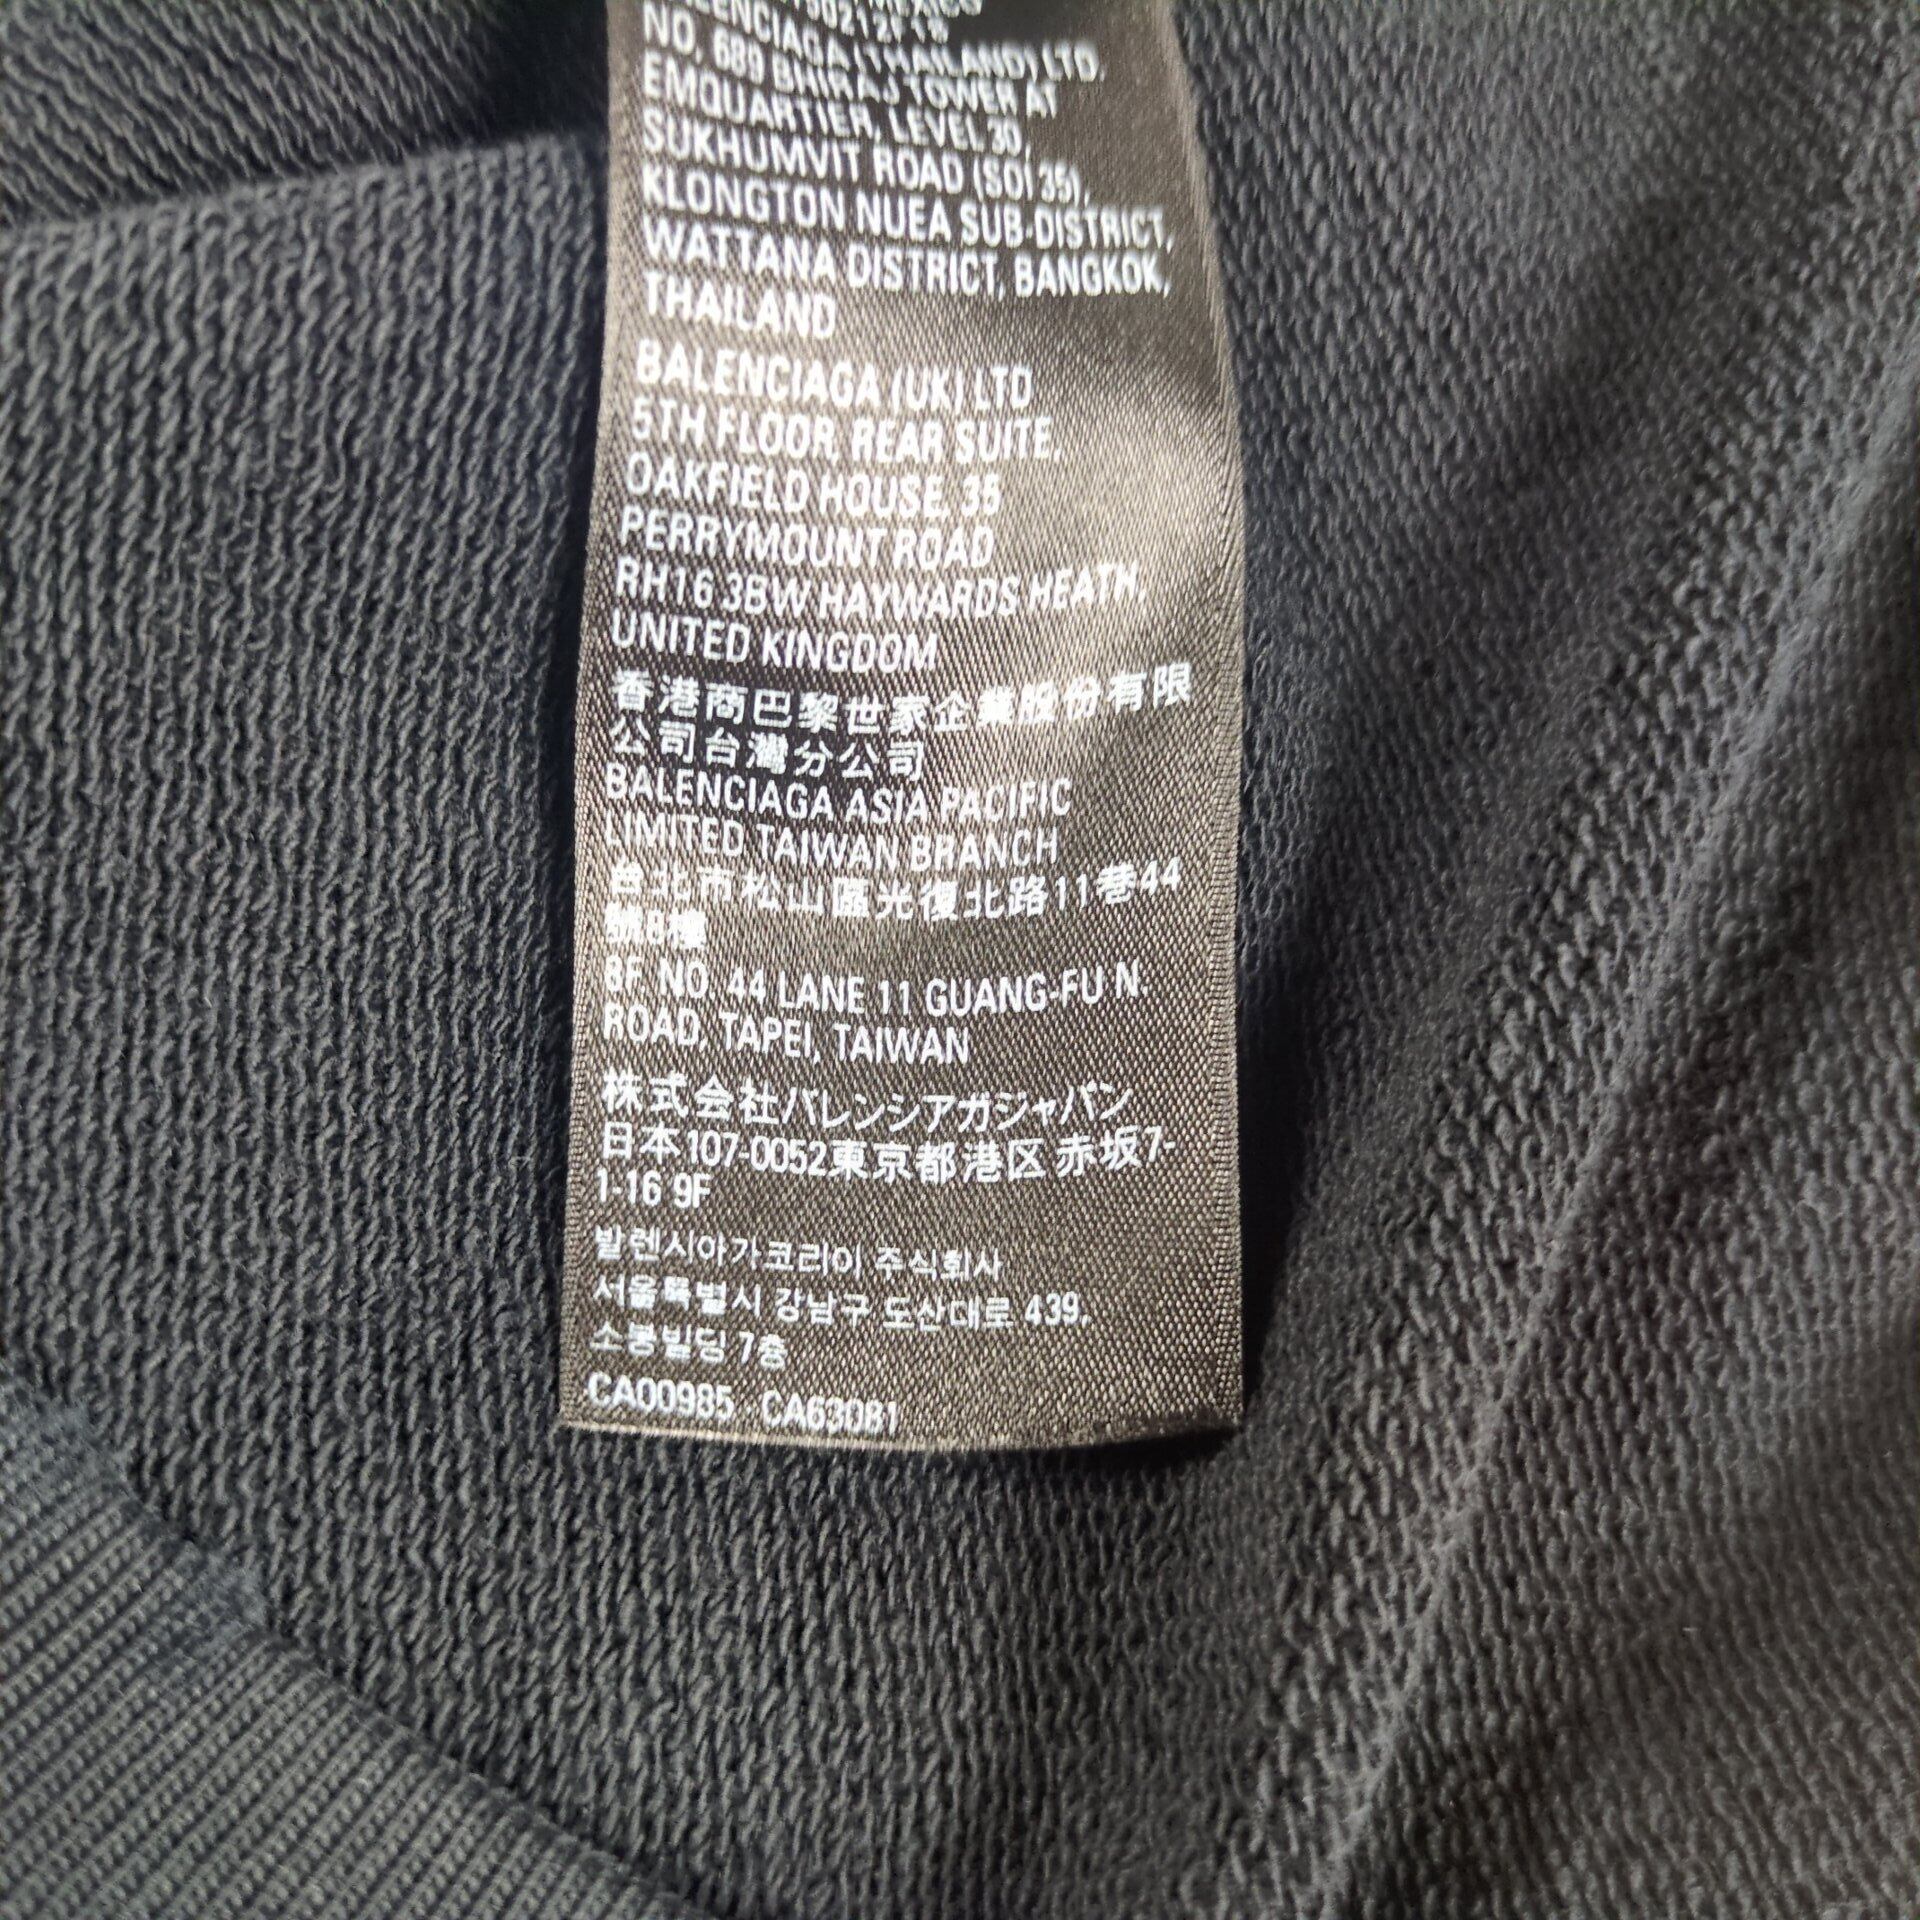 BALENCIAGA (THAILAND) LTD.
NO. 689 BHIRAJ TOWER AT
EMQUARTIER, LEVEL 30,
SUKHUMVIT ROAD (SOI 35),
KLONGTON NUEA SUB-DISTRICT,
WATTANA DISTRICT, BANGKOK,
THAILAND
BALENCIAGA (UK) LTD
5TH FLOOR, REAR SUITE,
OAKFIELD HOUSE, 35
PERRYMOUNT ROAD
RH16 3BW HAYWARDS HEATH,
UNITED KINGDOM
香港商巴黎世家企業股份有限
公司台灣分公司
BALENCIAGA ASIA PACIFIC
LIMITED TAIWAN BRANCH
台北市松山區光復北路11巷44
號8樓
8F. NO. 44 LANE 11 GUANG-FU N.
ROAD, TAPEI, TAIWAN
株式会社バレンシアガジャパン
日本107-0052東京都港区赤坂7-
1-16 9F
발렌시아가코리아 주식회사
서울특별시 강남구 도산대로 439,
소봉빌딩 7층
CA00985 CA63081